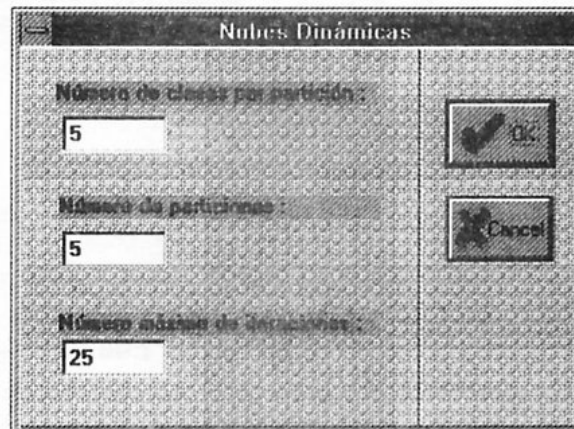 Nubes Dinámicas
Número de clases por partición :
5
OK
Número de particiones :
5
Cancel
Número máximo de iteraciones :
25